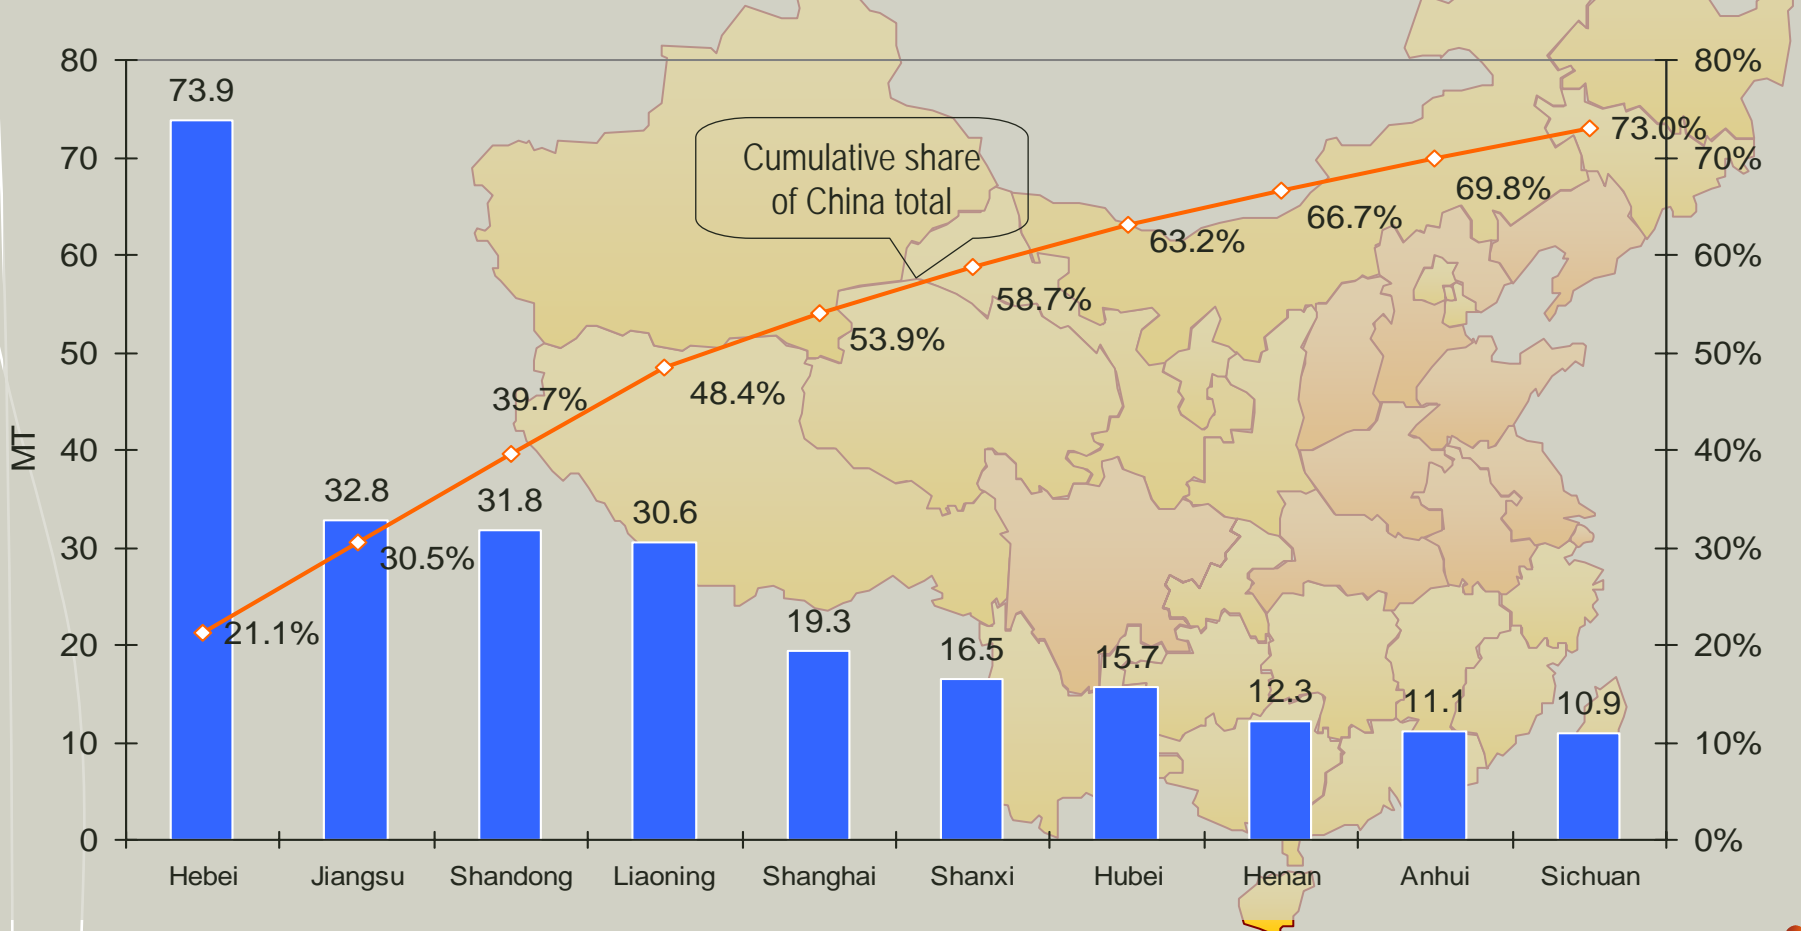 80
70
60
50
40
30
20
10
0
MT
80%
70%
60%
50%
40%
30%
20%
10%
0%
Cumulative share
of China total
73.9
32.8
31.8
30.6
19.3
16.5
15.7
12.3
11.1
10.9
21.1%
30.5%
39.7%
48.4%
53.9%
58.7%
63.2%
66.7%
69.8%
73.0%
Hebei
Jiangsu
Shandong
Liaoning
Shanghai
Shanxi
Hubei
Henan
Anhui
Sichuan